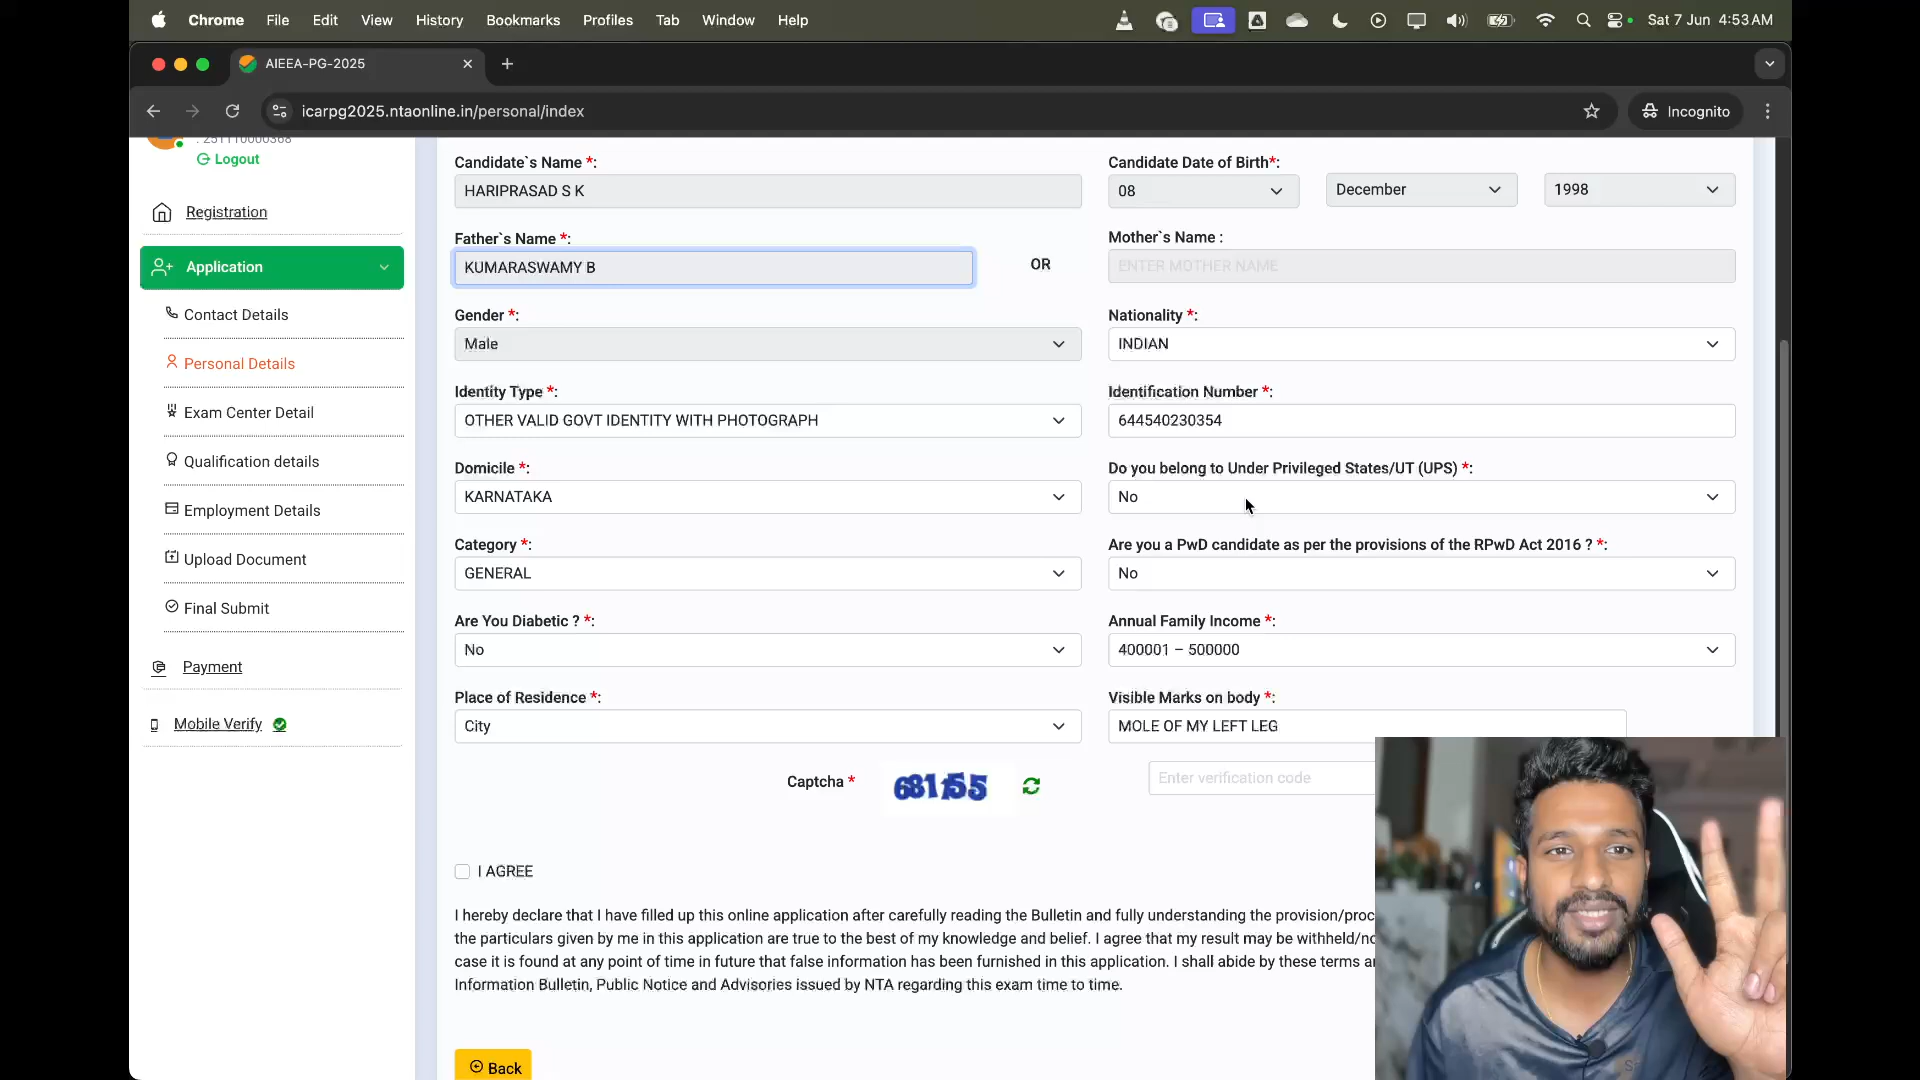 Chrome File Edit View History Bookmarks Profiles Tab Window Help Sat 7 Jun 4:53 AM
AIEEA-PG-2025
icarpg2025.ntaonline.in/personal/index Incognito
: 251110000368
Logout
Registration
Application
Contact Details
Personal Details
Exam Center Detail
Qualification details
Employment Details
Upload Document
Final Submit
Payment
Mobile Verify
Candidate`s Name *: Candidate Date of Birth*:
HARIPRASAD S K 08 December 1998
Father`s Name *: Mother`s Name :
KUMARASWAMY B OR ENTER MOTHER NAME
Gender *: Nationality *:
Male INDIAN
Identity Type *: Identification Number *:
OTHER VALID GOVT IDENTITY WITH PHOTOGRAPH 644540230354
Domicile *: Do you belong to Under Privileged States/UT (UPS) *:
KARNATAKA No
Category *: Are you a PwD candidate as per the provisions of the RPwD Act 2016 ? *:
GENERAL No
Are You Diabetic ? *: Annual Family Income *:
No 400001 – 500000
Place of Residence *: Visible Marks on body *:
City MOLE OF MY LEFT LEG
Captcha * 681155 Enter verification code
I AGREE
I hereby declare that I have filled up this online application after carefully reading the Bulletin and fully understanding the provision/proc
the particulars given by me in this application are true to the best of my knowledge and belief. I agree that my result may be withheld/no
case it is found at any point of time in future that false information has been furnished in this application. I shall abide by these terms a
Information Bulletin, Public Notice and Advisories issued by NTA regarding this exam time to time.
Back